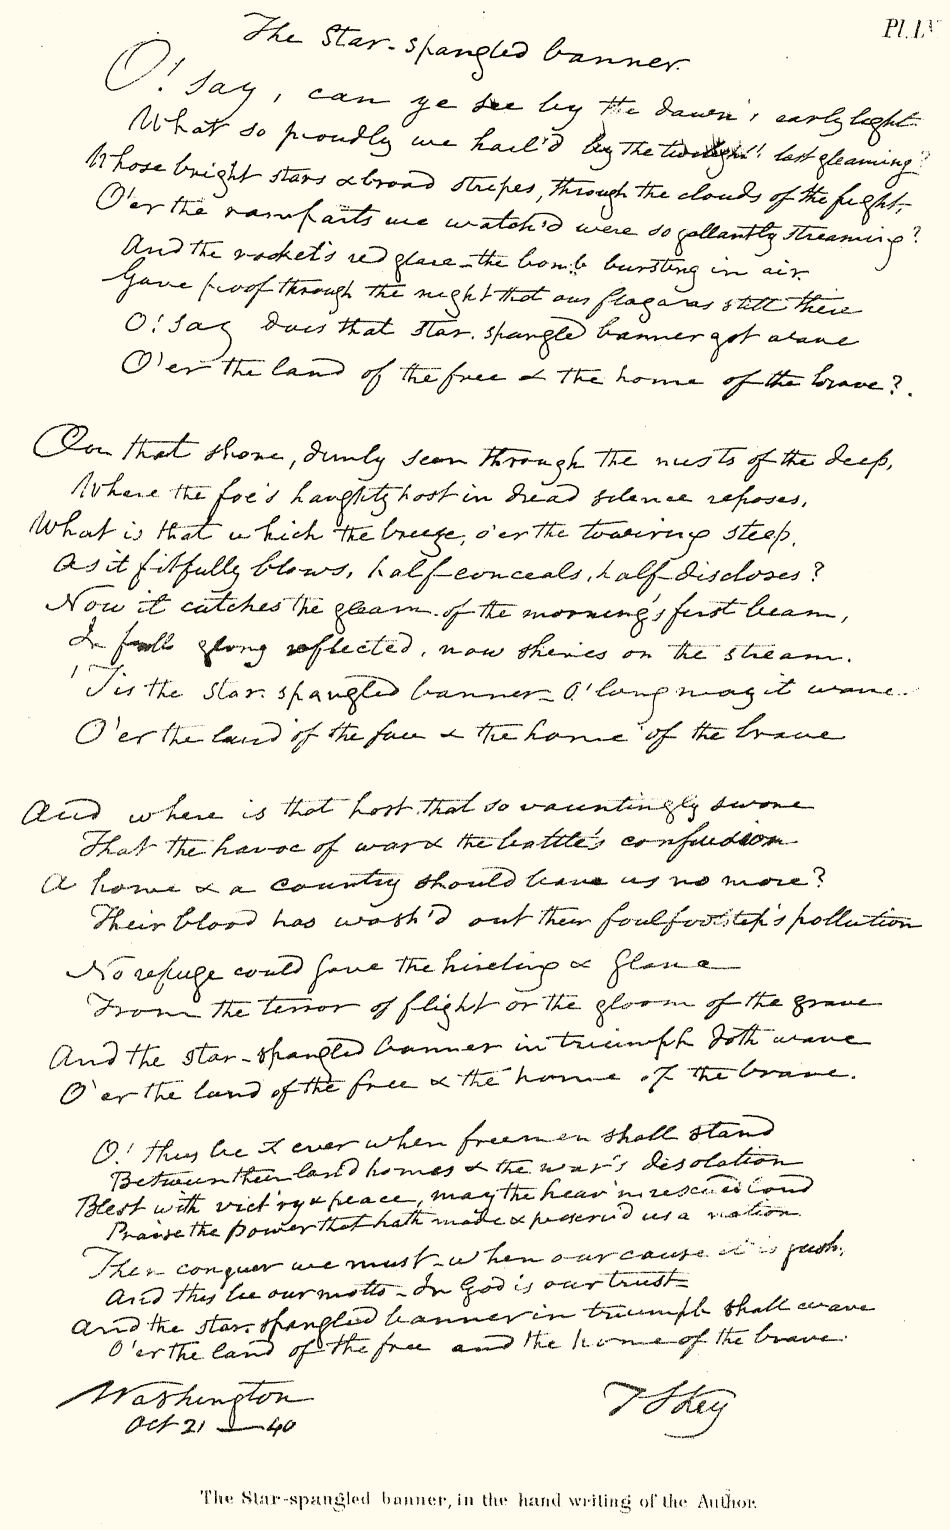 Pl. LV
The Star-spangled banner.
O! say, can ye see by the dawn's early light
What so proudly we hail'd by the twilight's last gleaming?
Whose bright stars & broad stripes, through the clouds of the fight,
O'er the ramparts we watch'd were so gallantly streaming?
And the rocket's red glare - the bomb bursting in air
Gave proof through the night that our flag was still there
O! say does that star-spangled banner yet wave
O'er the land of the free & the home of the brave?.
On that shore, dimly seen through the mists of the deep,
Where the foe's haughty host in dread silence reposes,
What is that which the breeze, o'er the towering steep,
As it fitfully blows, half-conceals, half-discloses?
Now it catches the gleam of the morning's first beam,
In full glory reflected, now shines on the stream.
'Tis the star-spangled banner - O! long may it wave
O'er the land of the free & the home of the brave
And where is that host that so vauntingly swore
That the havoc of war & the battle's confusion
A home & a country should leave us no more?
Their blood has wash'd out their foul footstep's pollution
No refuge could save the hireling & slave
From the terror of flight or the gloom of the grave
And the star-spangled banner in triumph doth wave
O'er the land of the free & the home of the brave.
O! thus be it ever when freemen shall stand
Between their lov'd homes & the war's desolation
Blest with vict'ry & peace, may the heav'n rescued land
Praise the power that hath made & preserv'd us a nation
Then conquer we must - when our cause it is just,
And this be our motto - In God is our trust -
And the star-spangled banner in triumph shall wave
O'er the land of the free and the home of the brave.
Washington
Oct 21 — 40
F S Key
The Star-spangled banner, in the hand writing of the Author.